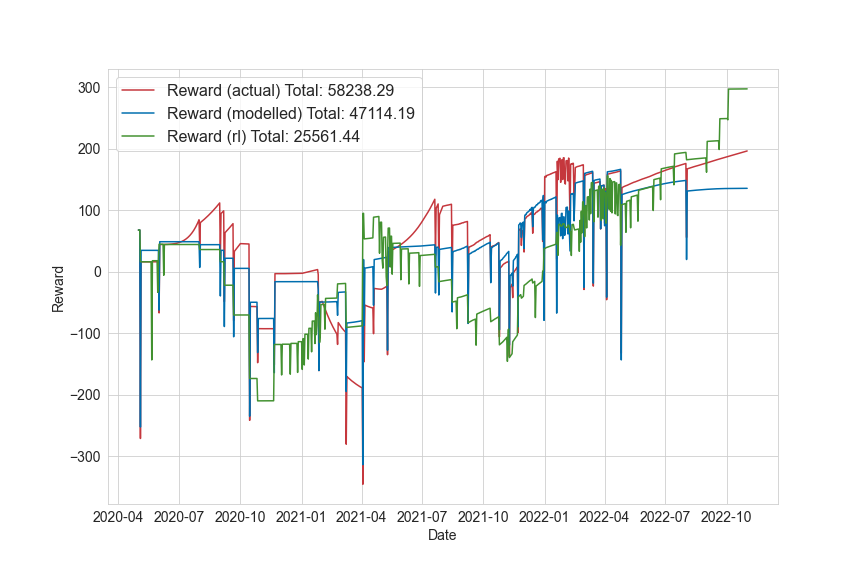 Reward (actual) Total: 58238.29
Reward (modelled) Total: 47114.19
Reward (rl) Total: 25561.44
300
200
100
0
−100
−200
−300
Reward
2020-04 2020-07 2020-10 2021-01 2021-04 2021-07 2021-10 2022-01 2022-04 2022-07 2022-10
Date